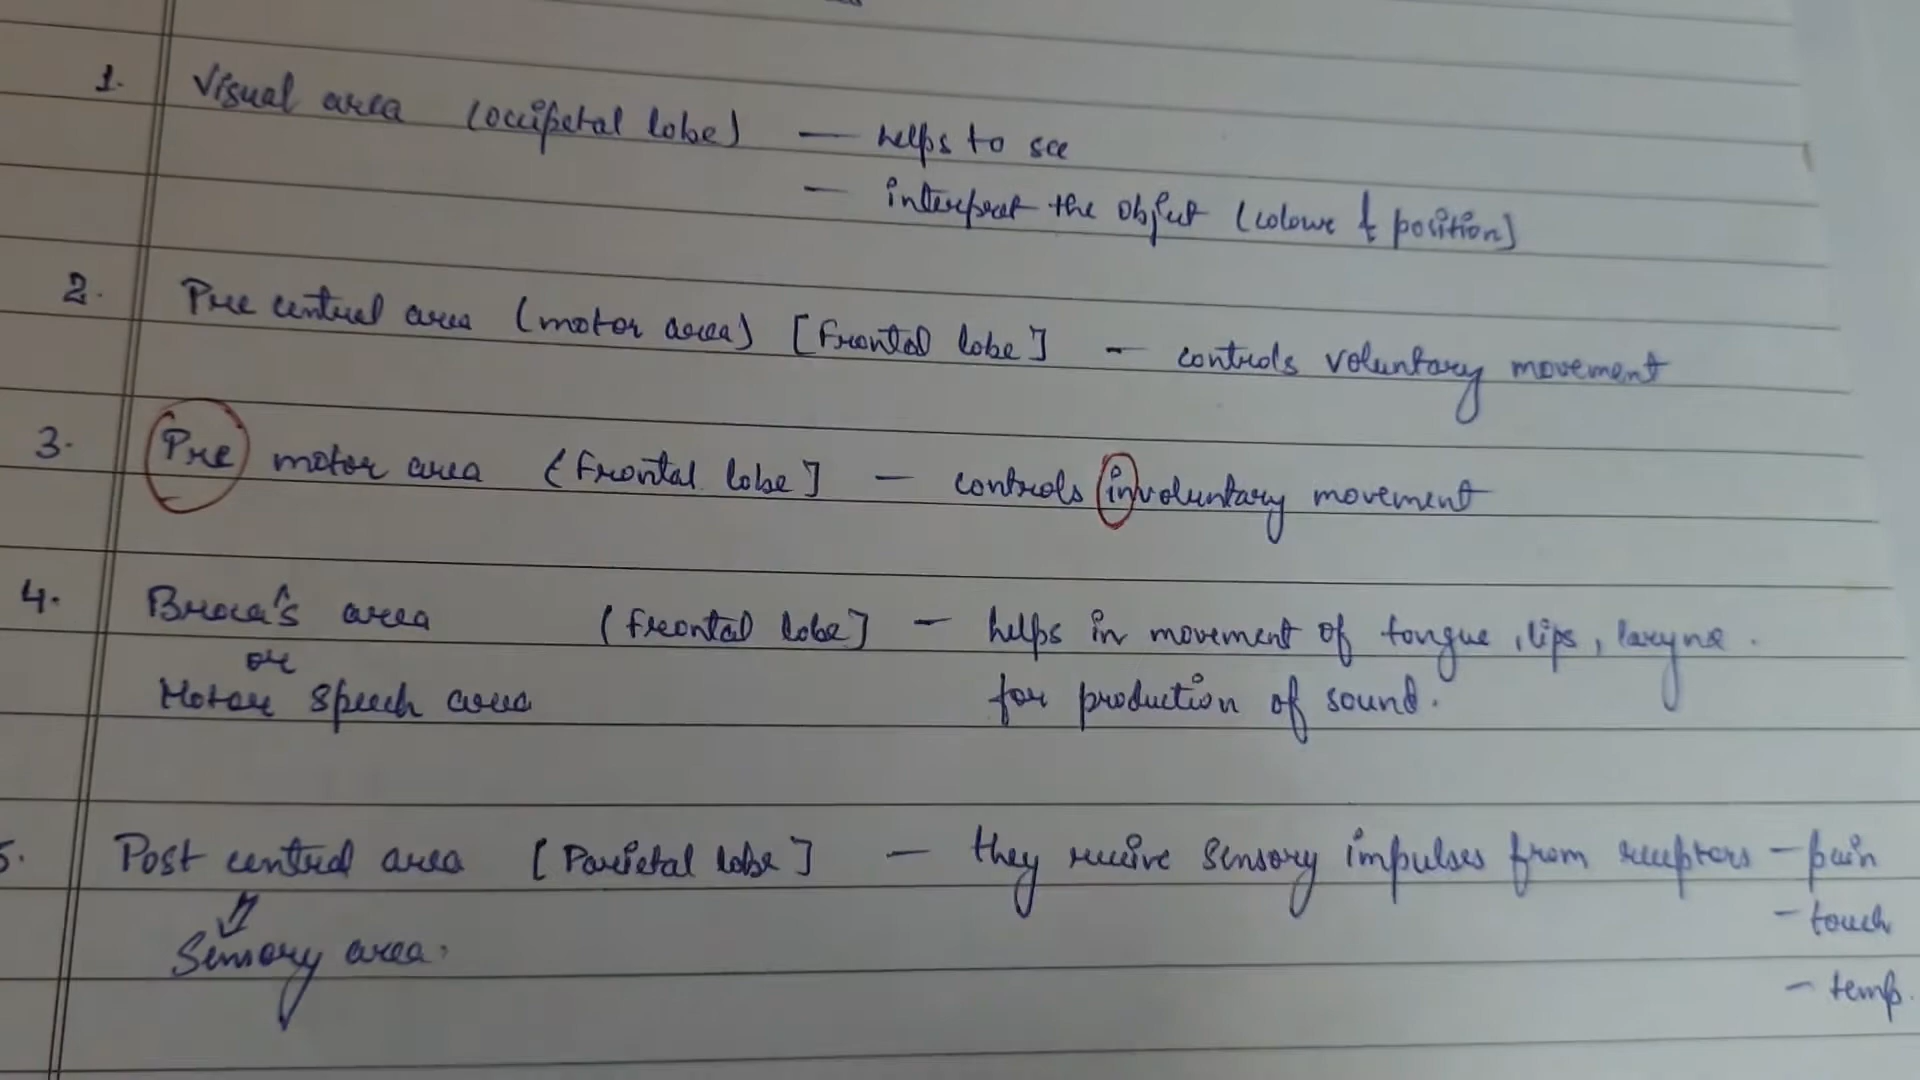 1. Visual area (occipetal lobe) — helps to see
— interpret the object (colour & position)
2. Pre central area (motor area) [Frontal lobe] — controls voluntary movement
3. Pre motor area [Frontal lobe] — controls involuntary movement
4. Broca's area (frontal lobe] — helps in movement of tongue, lips, larynx.
or
Motor speech area for production of sound.
5. Post central area [Parietal lobe] — they receive sensory impulses from receptors — pain
— touch
Sensory area.
— temp.